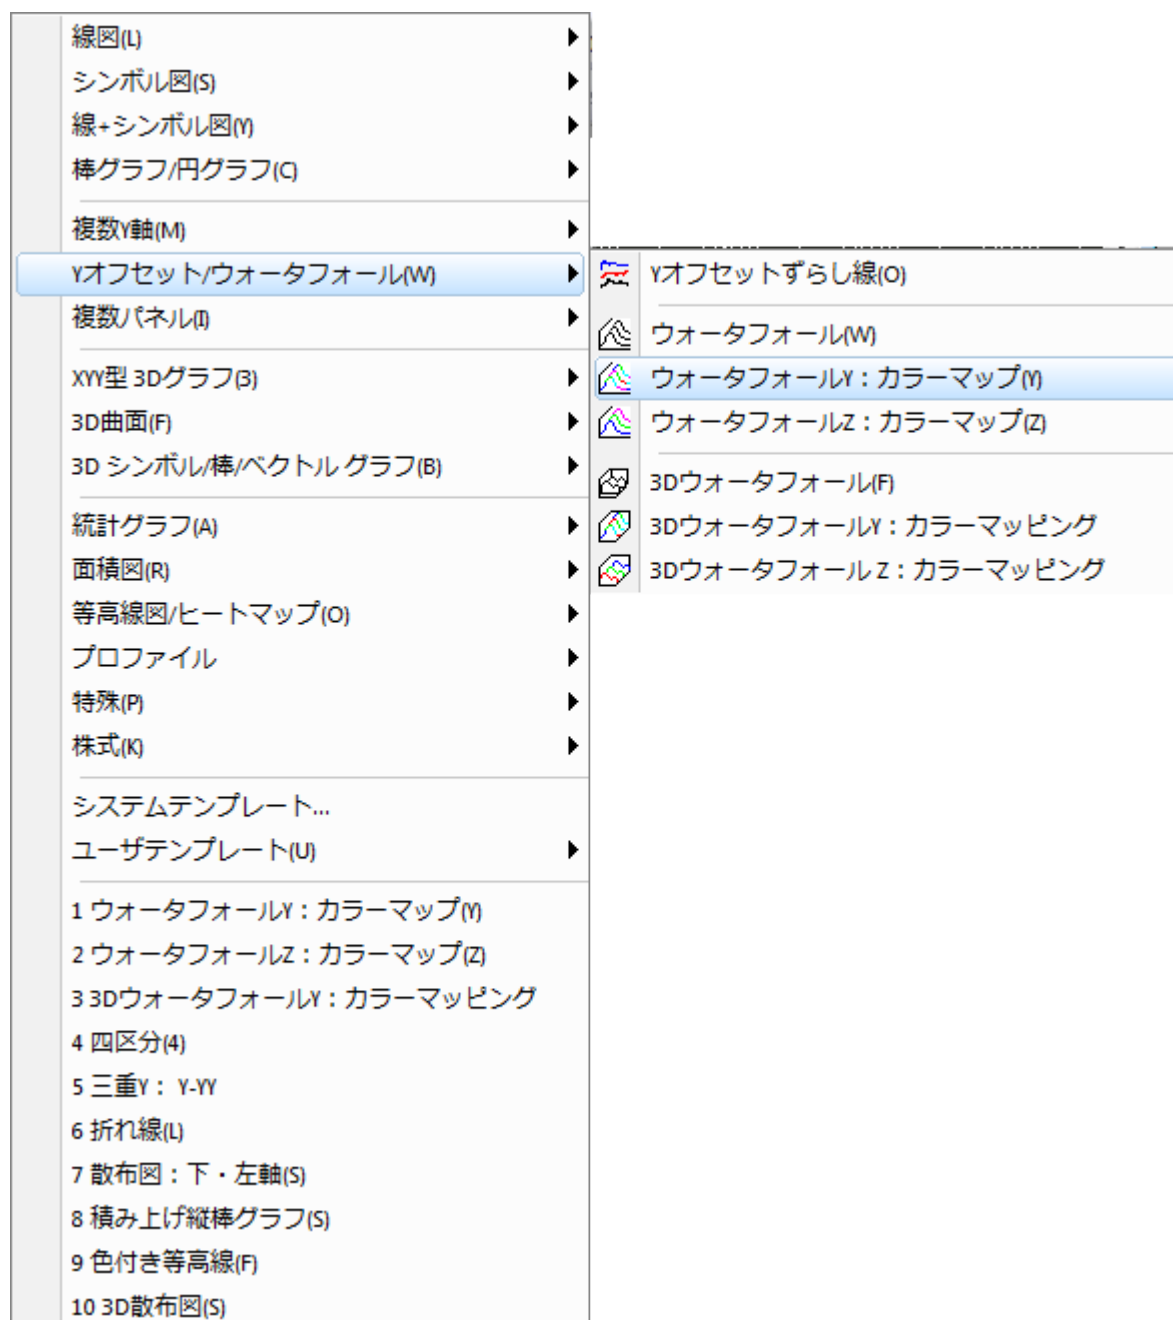 線図(L)
シンボル図(S)
線+シンボル図(Y)
棒グラフ/円グラフ(C)
複数Y軸(M)
Yオフセット/ウォータフォール(W)
複数パネル(I)
XYY型 3Dグラフ(3)
3D曲面(F)
3D シンボル/棒/ベクトル グラフ(B)
統計グラフ(A)
面積図(R)
等高線図/ヒートマップ(O)
プロファイル
特殊(P)
株式(K)
システムテンプレート...
ユーザテンプレート(U)
1 ウォータフォールY：カラーマップ(Y)
2 ウォータフォールZ：カラーマップ(Z)
3 3DウォータフォールY：カラーマッピング
4 四区分(4)
5 三重Y： Y-YY
6 折れ線(L)
7 散布図：下・左軸(S)
8 積み上げ縦棒グラフ(S)
9 色付き等高線(F)
10 3D散布図(S)
Yオフセットずらし線(O)
ウォータフォール(W)
ウォータフォールY：カラーマップ(Y)
ウォータフォールZ：カラーマップ(Z)
3Dウォータフォール(F)
3DウォータフォールY：カラーマッピング
3Dウォータフォール Z：カラーマッピング